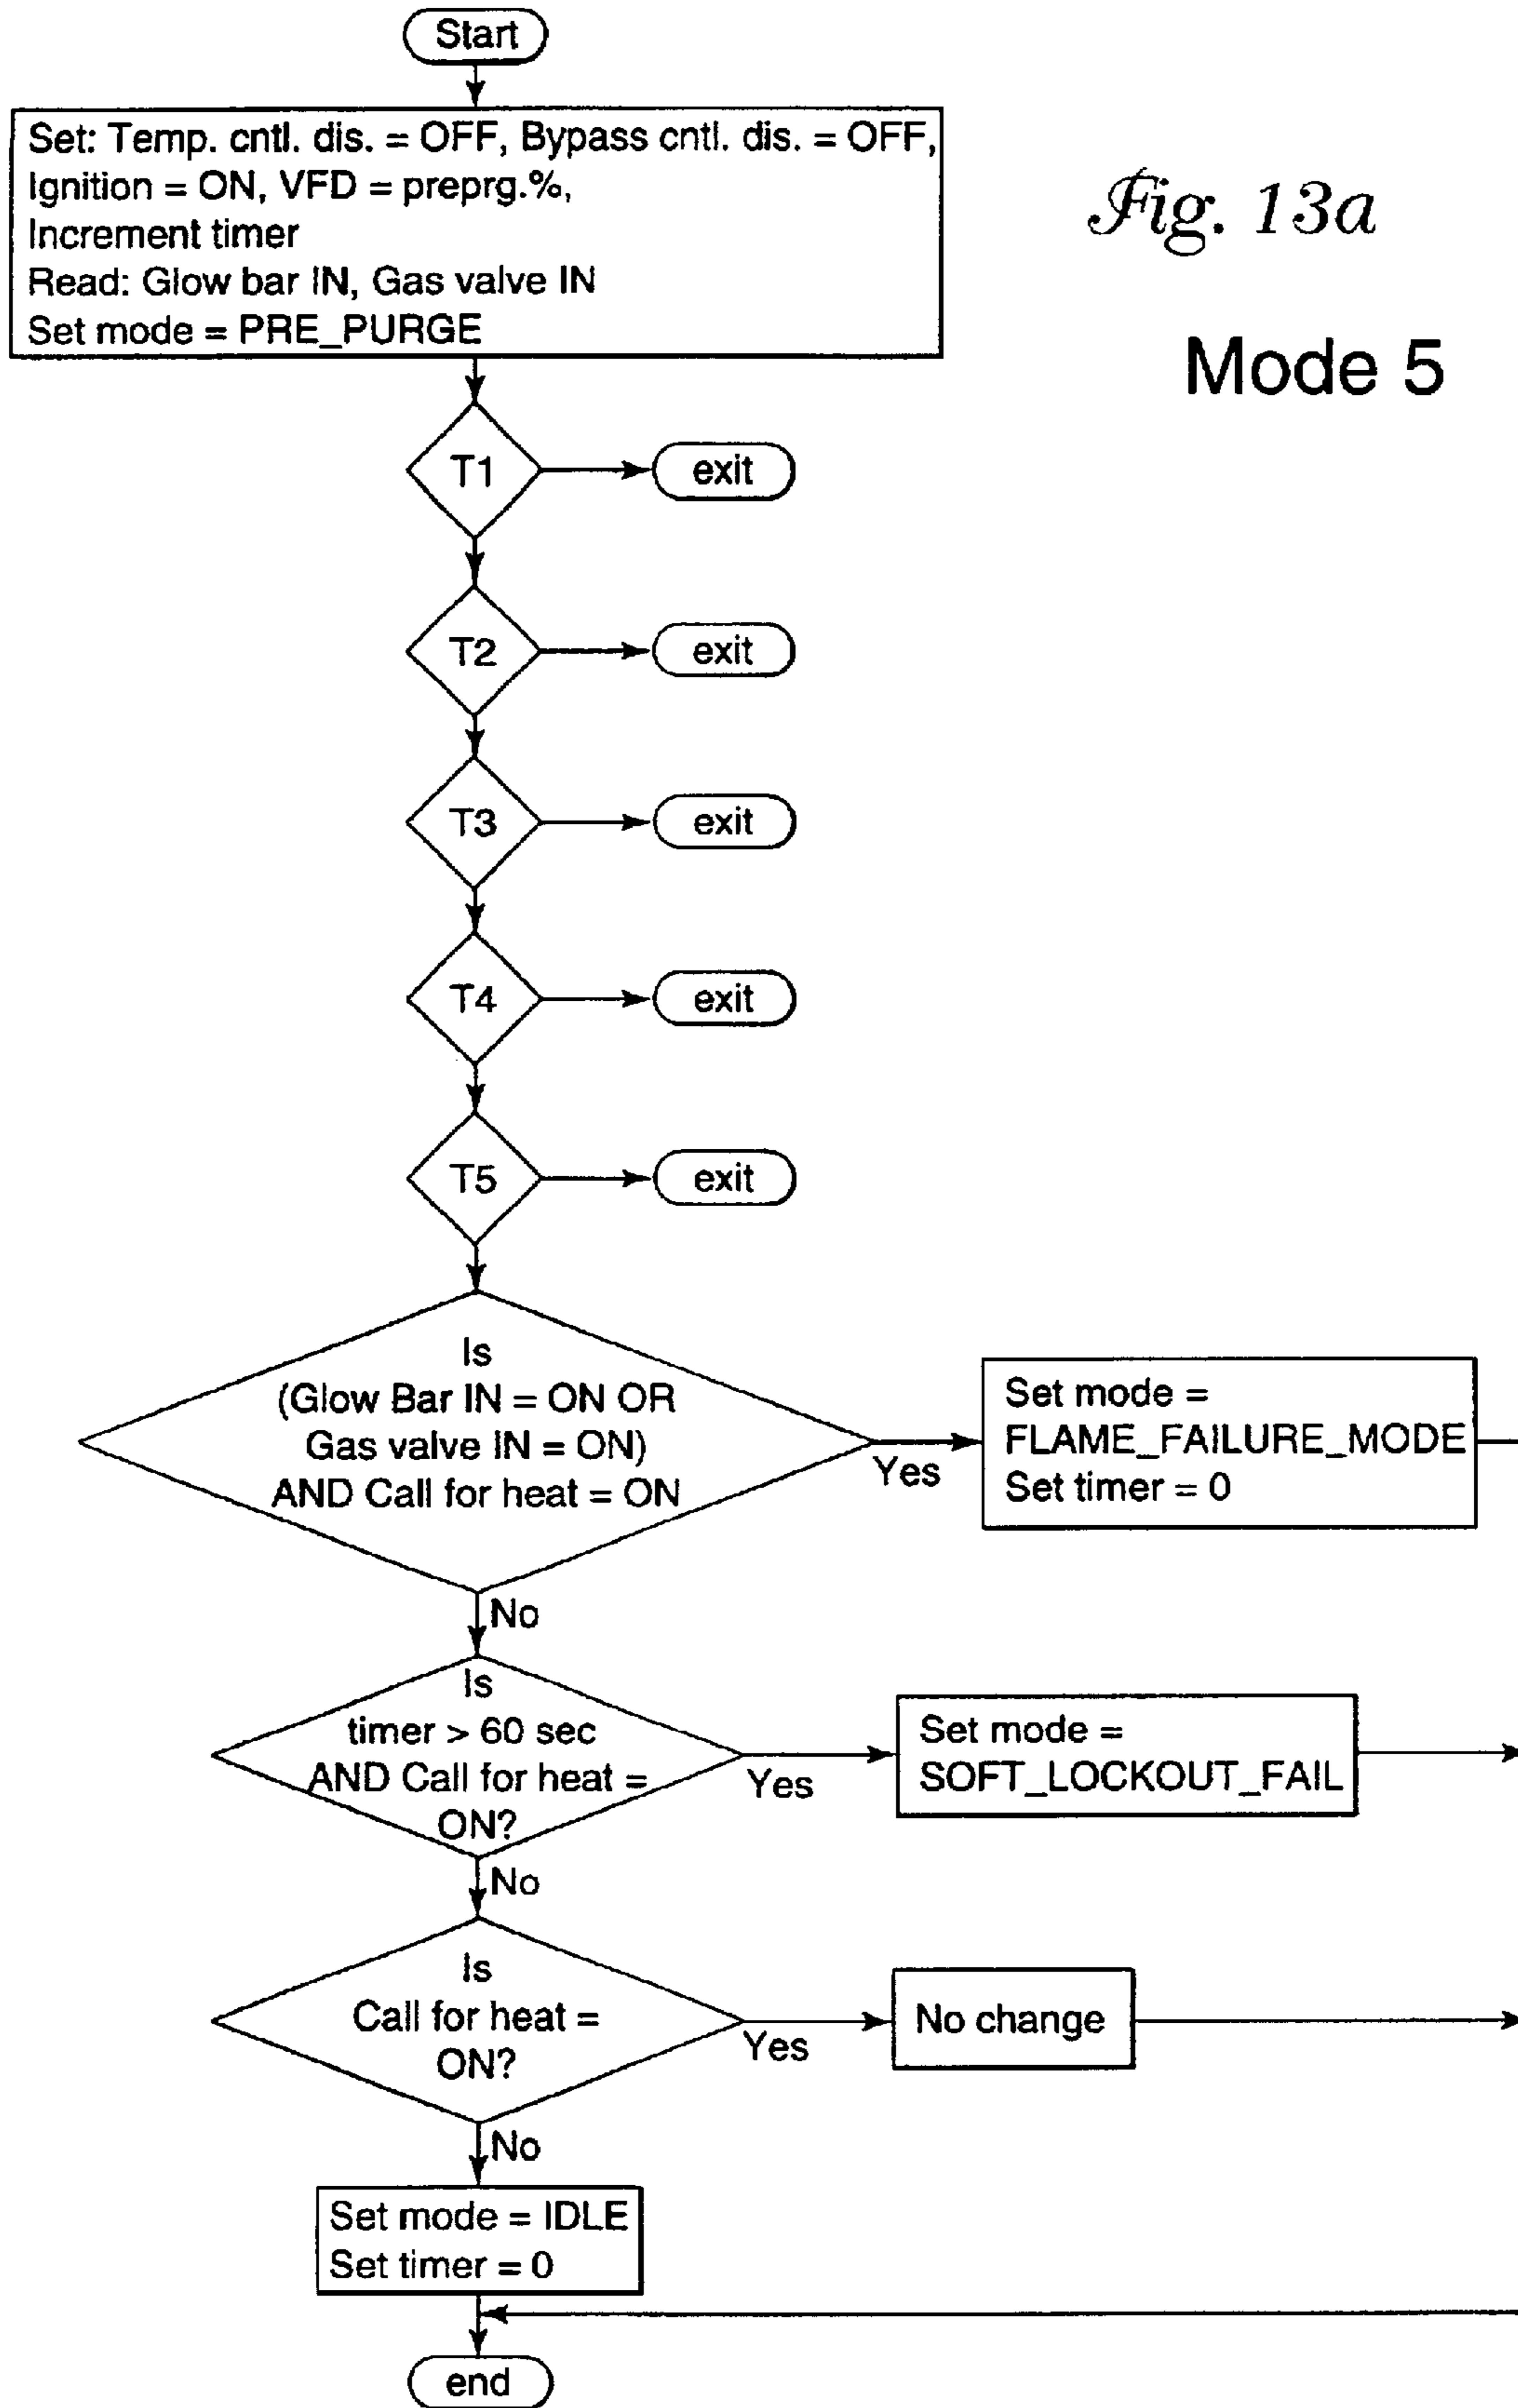 Start
Set: Temp. cntl. dis. = OFF, Bypass cntl. dis. = OFF,
Ignition = ON, VFD = preprg.%,
Increment timer
Read: Glow bar IN, Gas valve IN
Set mode = PRE_PURGE
Fig. 13a
Mode 5
T1
exit
T2
exit
T3
exit
T4
exit
T5
exit
Is
(Glow Bar IN = ON OR
Gas valve IN = ON)
AND Call for heat = ON
Yes
Set mode =
FLAME_FAILURE_MODE
Set timer = 0
No
Is
timer > 60 sec
AND Call for heat =
ON?
Yes
Set mode =
SOFT_LOCKOUT_FAIL
No
Is
Call for heat =
ON?
Yes
No change
No
Set mode = IDLE
Set timer = 0
end